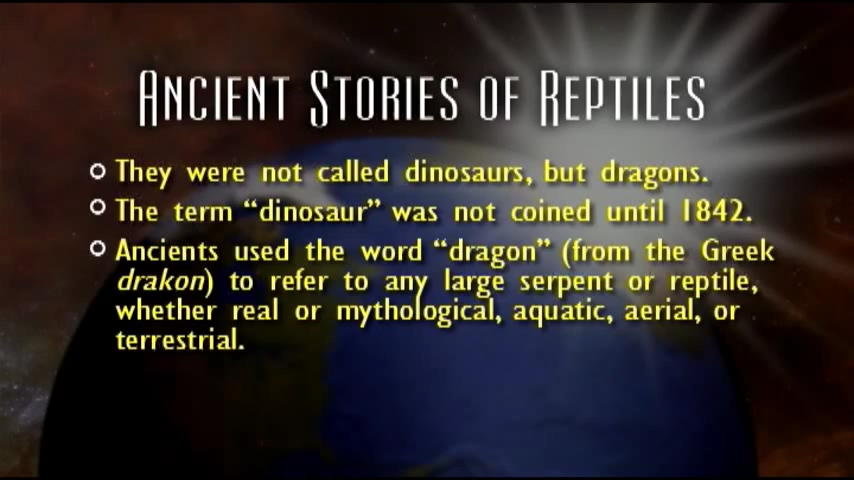 Ancient Stories of Reptiles
They were not called dinosaurs, but dragons.
The term “dinosaur” was not coined until 1842.
Ancients used the word “dragon” (from the Greek
drakon) to refer to any large serpent or reptile,
whether real or mythological, aquatic, aerial, or
terrestrial.